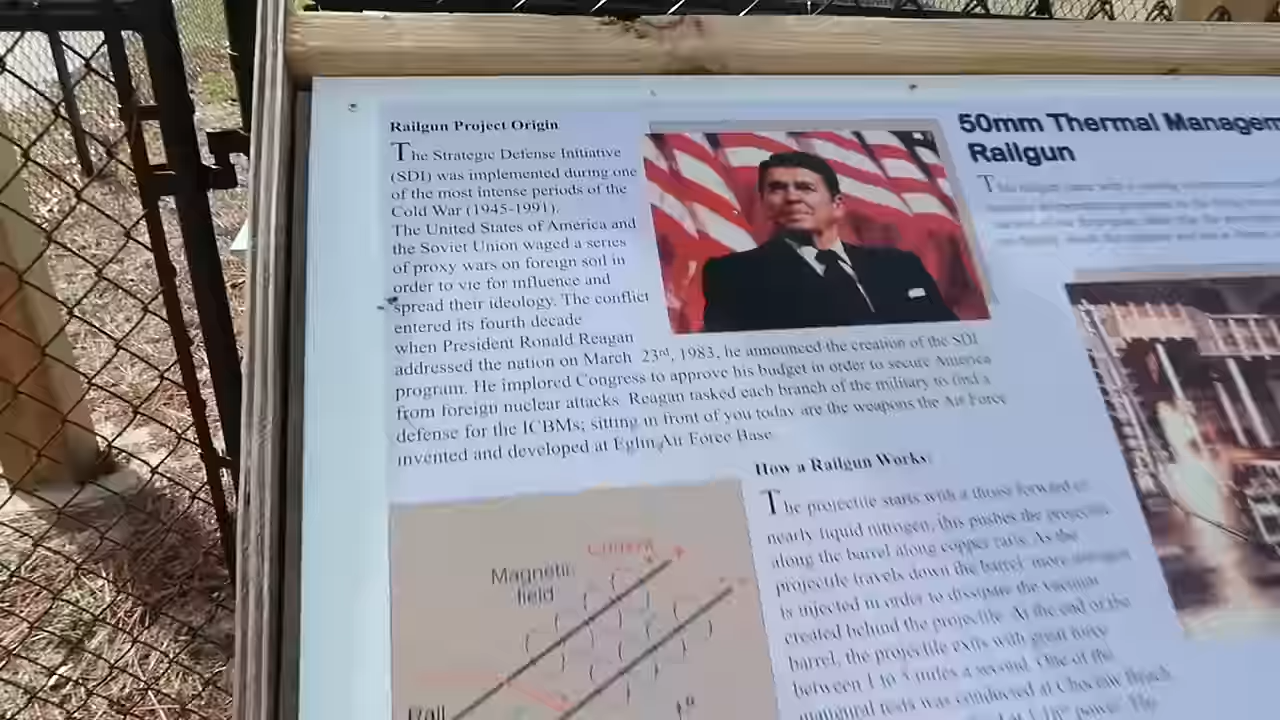 Railgun Project Origin
The Strategic Defense Initiative
(SDI) was implemented during one
of the most intense periods of the
Cold War (1945-1991).
The United States of America and
the Soviet Union waged a series
of proxy wars on foreign soil in
order to vie for influence and
spread their ideology. The conflict
entered its fourth decade
when President Ronald Reagan
addressed the nation on March 23rd, 1983, he announced the creation of the SDI
program. He implored Congress to approve his budget in order to secure America
from foreign nuclear attacks. Reagan tasked each branch of the military to find a
defense for the ICBMs; sitting in front of you today are the weapons the Air Force
invented and developed at Eglin Air Force Base
50mm Thermal Managem
Railgun
How a Railgun Works:
The projectile starts with a thrust forward of
nearly liquid nitrogen, this pushes the projectile
along the barrel along copper rails. As the
projectile travels down the barrel, more nitrogen
is injected in order to dissipate the vacuum
created behind the projectile. At the end of the
barrel, the projectile exits with great force
between 1 to 5 miles a second. One of the
inaugural tests was conducted at Choctaw Beach
power.
Current
Magnetic
field
Rail